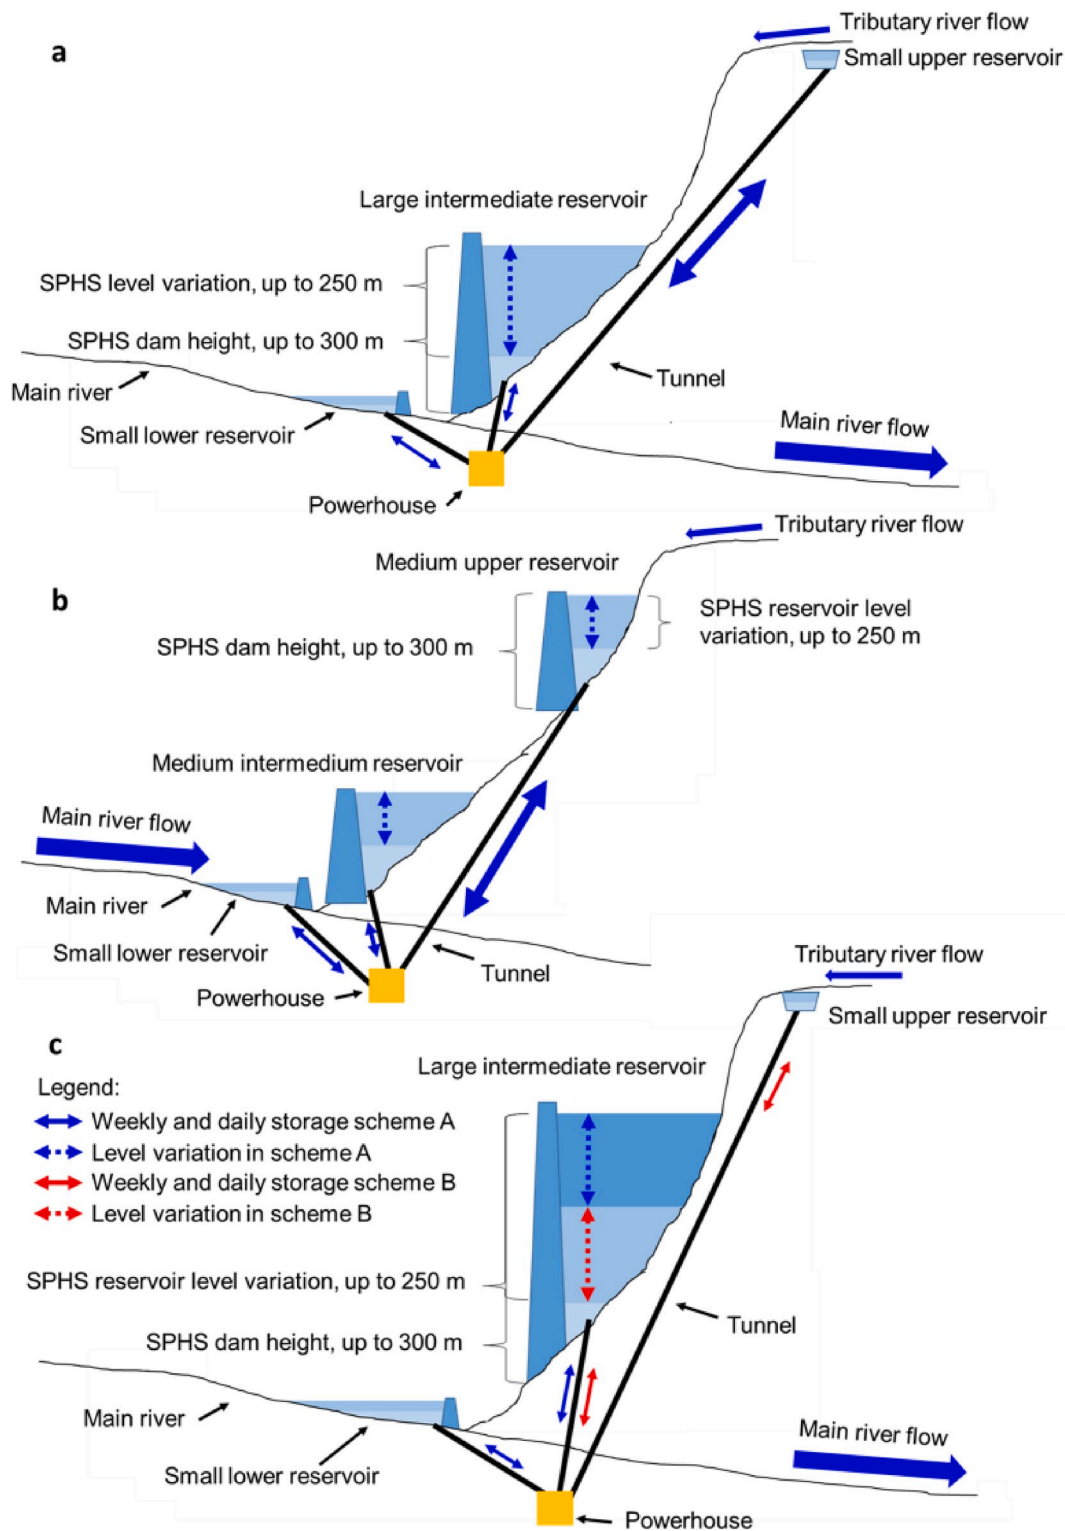 a
Tributary river flow
Small upper reservoir
Large intermediate reservoir
SPHS level variation, up to 250 m
SPHS dam height, up to 300 m
Main river
Tunnel
Small lower reservoir
Main river flow
Powerhouse
Tributary river flow
Medium upper reservoir
b
SPHS reservoir level
variation, up to 250 m
SPHS dam height, up to 300 m
Medium intermedium reservoir
Main river flow
Main river
Small lower reservoir
Tunnel
Powerhouse
Tributary river flow
Small upper reservoir
c
Large intermediate reservoir
Legend:
Weekly and daily storage scheme A
Level variation in scheme A
Weekly and daily storage scheme B
Level variation in scheme B
SPHS reservoir level variation, up to 250 m
SPHS dam height, up to 300 m
Tunnel
Main river
Main river flow
Small lower reservoir
Powerhouse